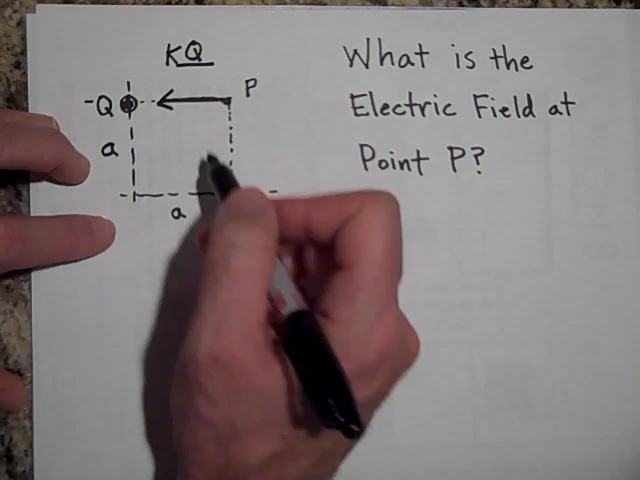 KQ
-Q
P
a
a
What is the
Electric Field at
Point P?